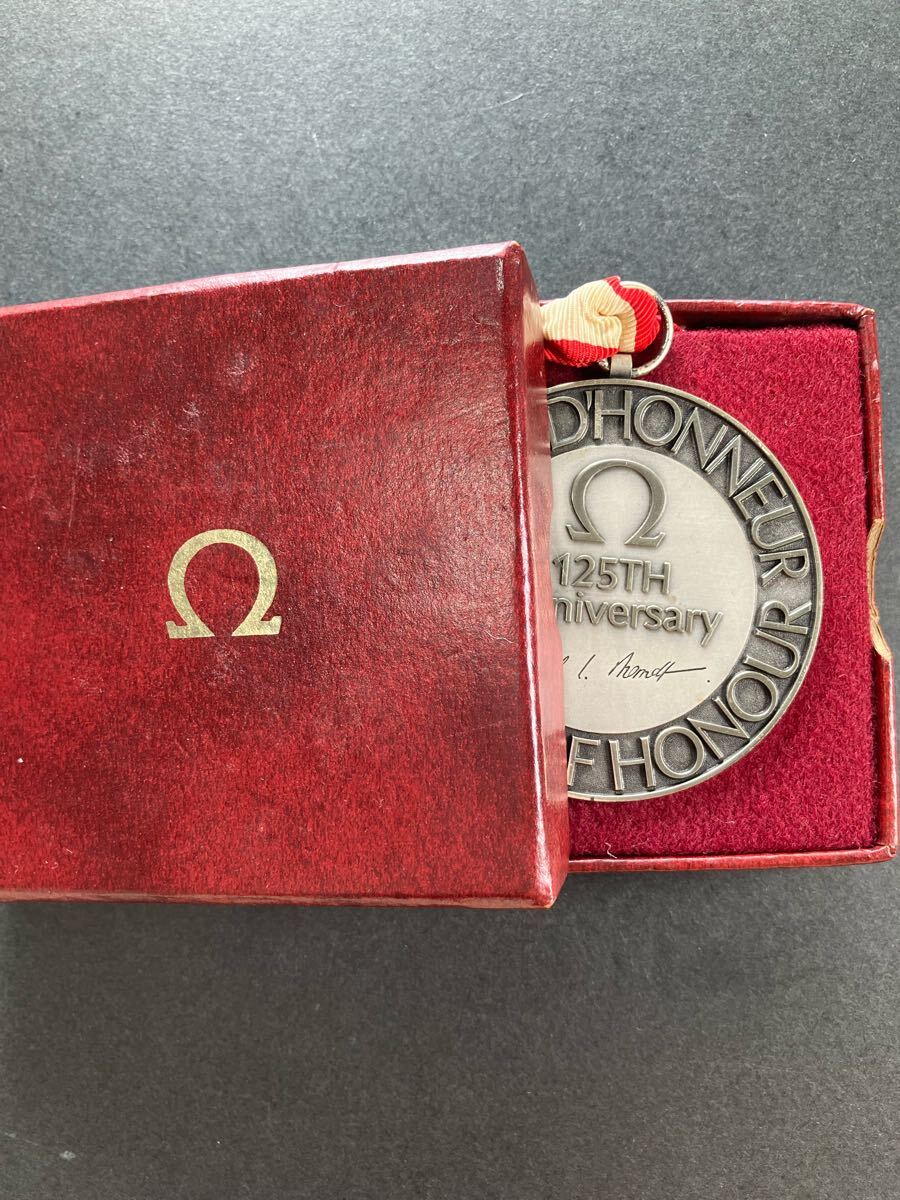 Ω
D'HONNEUR
Ω
125TH
nniversary
F HONOUR